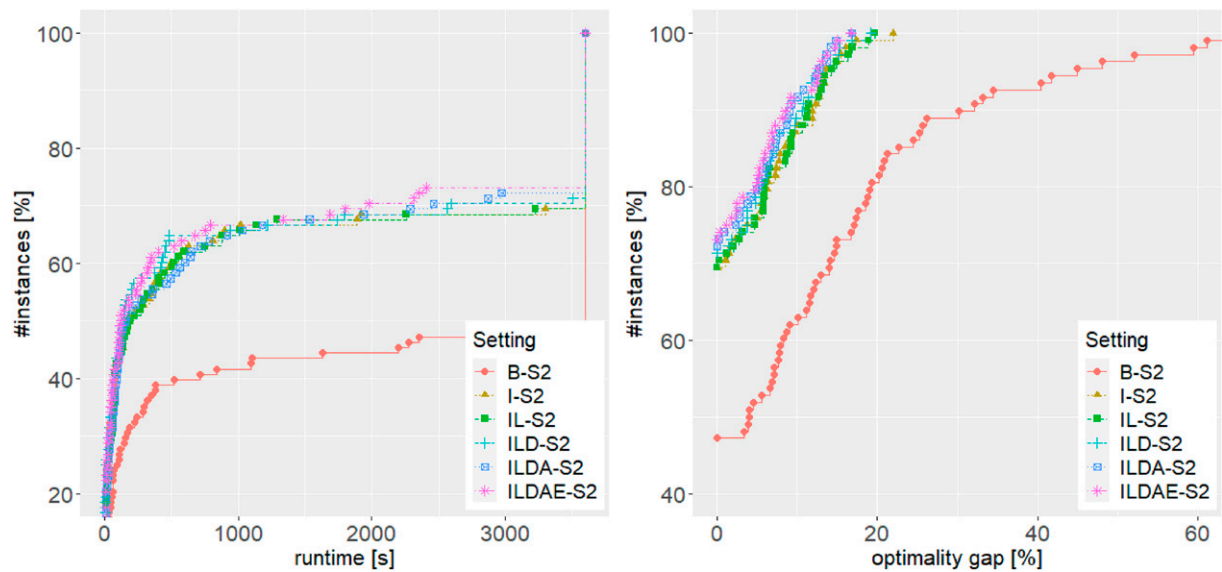 100
80
60
40
20
#instances [%]
Setting
B-S2
I-S2
IL-S2
ILD-S2
ILDA-S2
ILDAE-S2
0
1000
2000
3000
runtime [s]
100
80
60
40
#instances [%]
Setting
B-S2
I-S2
IL-S2
ILD-S2
ILDA-S2
ILDAE-S2
0
20
40
60
optimality gap [%]